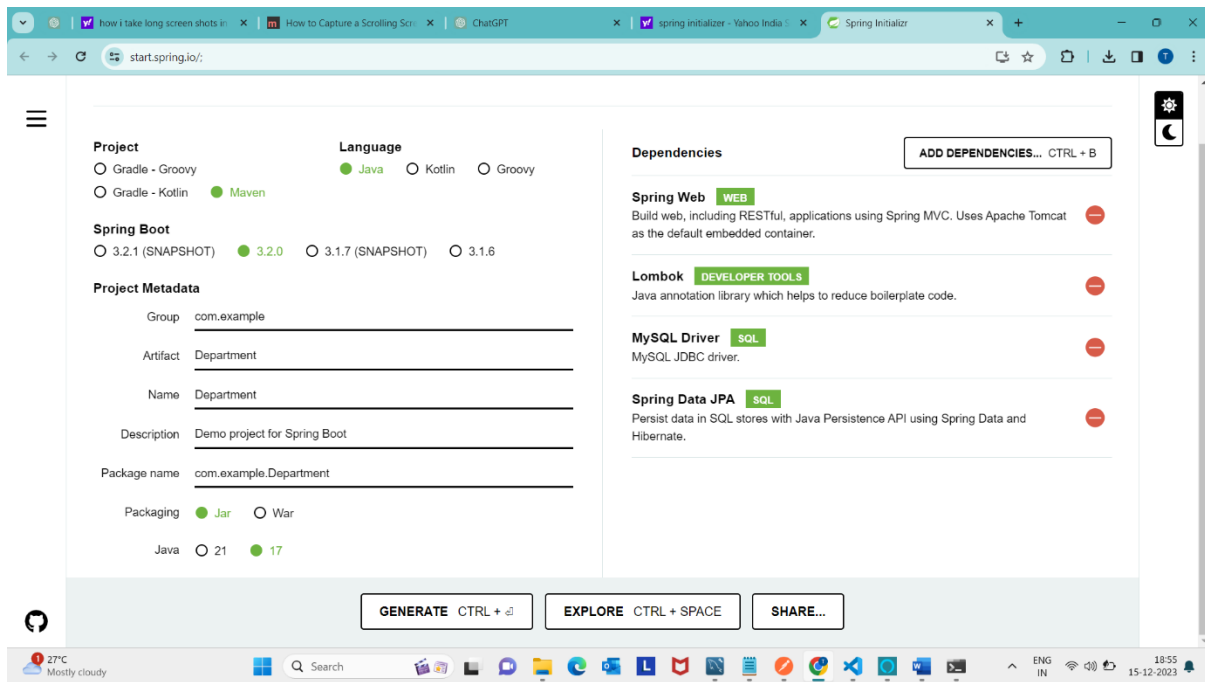 how i take long screen shots in
How to Capture a Scrolling Scre
ChatGPT
spring initializer - Yahoo India S
Spring Initializr
start.spring.io/;
Project
Gradle - Groovy
Gradle - Kotlin Maven
Language
Java Kotlin Groovy
Spring Boot
3.2.1 (SNAPSHOT) 3.2.0 3.1.7 (SNAPSHOT) 3.1.6
Project Metadata
Group com.example
Artifact Department
Name Department
Description Demo project for Spring Boot
Package name com.example.Department
Packaging Jar War
Java 21 17
Dependencies ADD DEPENDENCIES... CTRL + B
Spring Web WEB
Build web, including RESTful, applications using Spring MVC. Uses Apache Tomcat
as the default embedded container.
Lombok DEVELOPER TOOLS
Java annotation library which helps to reduce boilerplate code.
MySQL Driver SQL
MySQL JDBC driver.
Spring Data JPA SQL
Persist data in SQL stores with Java Persistence API using Spring Data and
Hibernate.
GENERATE CTRL + ⏎ EXPLORE CTRL + SPACE SHARE...
1 27°C
Mostly cloudy
Search
ENG
IN
18:55
15-12-2023